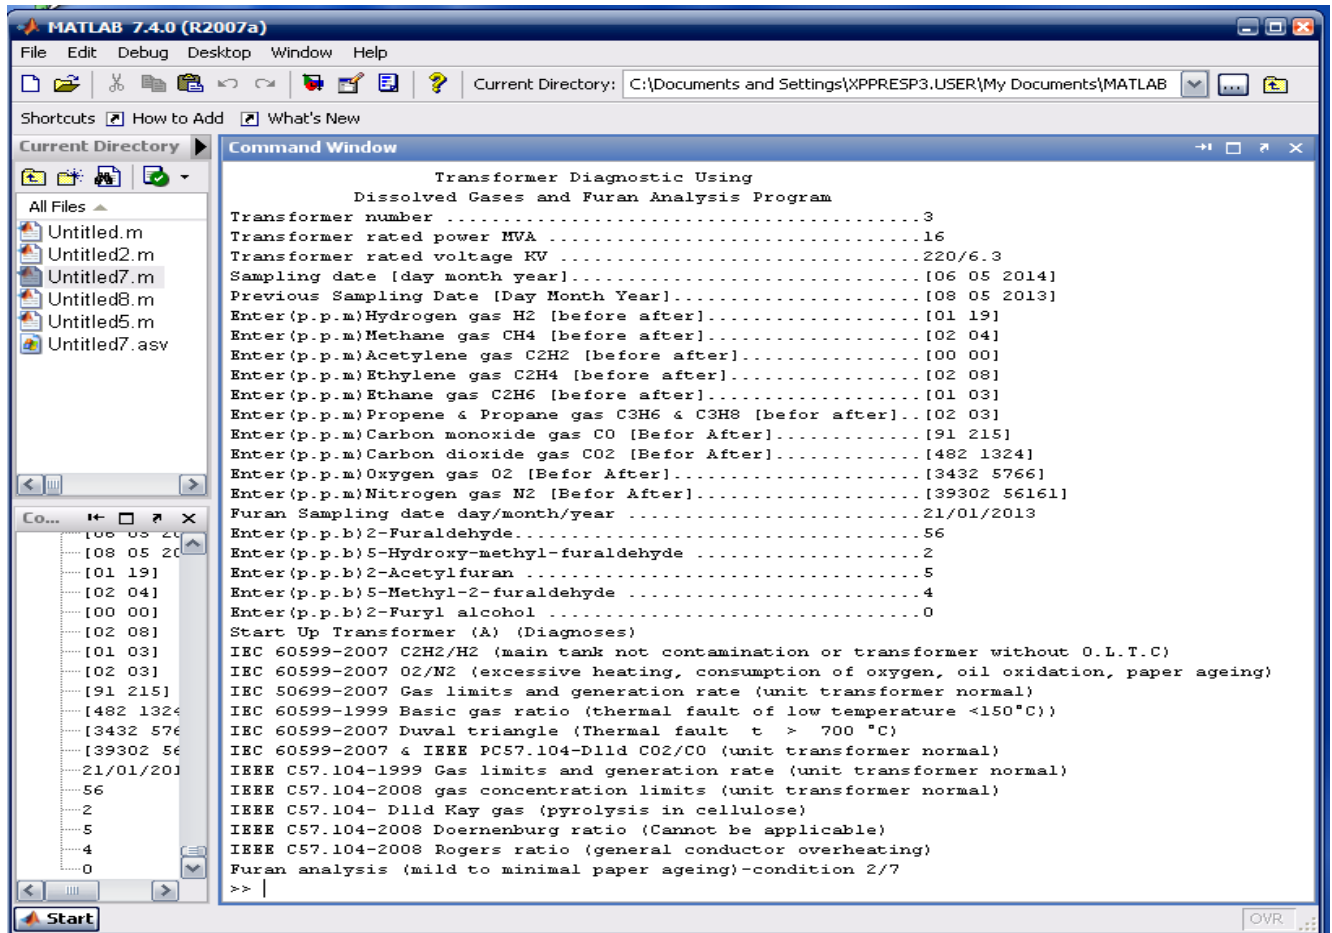 MATLAB 7.4.0 (R2007a)
File Edit Debug Desktop Window Help
Current Directory: C:\Documents and Settings\XPPRESP3.USER\My Documents\MATLAB
Shortcuts How to Add What's New
Current Directory
All Files
Untitled.m
Untitled2.m
Untitled7.m
Untitled8.m
Untitled5.m
Untitled7.asv
Co...
[08 05 20
[01 19]
[02 04]
[00 00]
[02 08]
[01 03]
[02 03]
[91 215]
[482 1324
[3432 576
[39302 56
21/01/201
56
2
5
4
0
Command Window
Transformer Diagnostic Using
Dissolved Gases and Furan Analysis Program
Transformer number .........................................3
Transformer rated power MVA ................................16
Transformer rated voltage KV ...............................220/6.3
Sampling date [day month year]..............................[06 05 2014]
Previous Sampling Date [Day Month Year].....................[08 05 2013]
Enter(p.p.m)Hydrogen gas H2 [before after]..................[01 19]
Enter(p.p.m)Methane gas CH4 [before after]..................[02 04]
Enter(p.p.m)Acetylene gas C2H2 [before after]...............[00 00]
Enter(p.p.m)Ethylene gas C2H4 [before after]................[02 08]
Enter(p.p.m)Ethane gas C2H6 [before after]..................[01 03]
Enter(p.p.m)Propene & Propane gas C3H6 & C3H8 [befor after]..[02 03]
Enter(p.p.m)Carbon monoxide gas CO [Befor After].............[91 215]
Enter(p.p.m)Carbon dioxide gas CO2 [Befor After].............[482 1324]
Enter(p.p.m)Oxygen gas O2 [Befor After].....................[3432 5766]
Enter(p.p.m)Nitrogen gas N2 [Befor After]....................[39302 56161]
Furan Sampling date day/month/year .........................21/01/2013
Enter(p.p.b)2-Furaldehyde...................................56
Enter(p.p.b)5-Hydroxy-methyl-furaldehyde ...................2
Enter(p.p.b)2-Acetylfuran ..................................5
Enter(p.p.b)5-Methyl-2-furaldehyde .........................4
Enter(p.p.b)2-Furyl alcohol ................................0
Start Up Transformer (A) (Diagnoses)
IEC 60599-2007 C2H2/H2 (main tank not contamination or transformer without O.L.T.C)
IEC 60599-2007 O2/N2 (excessive heating, consumption of oxygen, oil oxidation, paper ageing)
IEC 50699-2007 Gas limits and generation rate (unit transformer normal)
IEC 60599-1999 Basic gas ratio (thermal fault of low temperature <150°C))
IEC 60599-2007 Duval triangle (Thermal fault t > 700 °C)
IEC 60599-2007 & IEEE PC57.104-D11d CO2/CO (unit transformer normal)
IEEE C57.104-1999 Gas limits and generation rate (unit transformer normal)
IEEE C57.104-2008 gas concentration limits (unit transformer normal)
IEEE C57.104- D11d Kay gas (pyrolysis in cellulose)
IEEE C57.104-2008 Doernenburg ratio (Cannot be applicable)
IEEE C57.104-2008 Rogers ratio (general conductor overheating)
Furan analysis (mild to minimal paper ageing)-condition 2/7
>>
Start
OVR